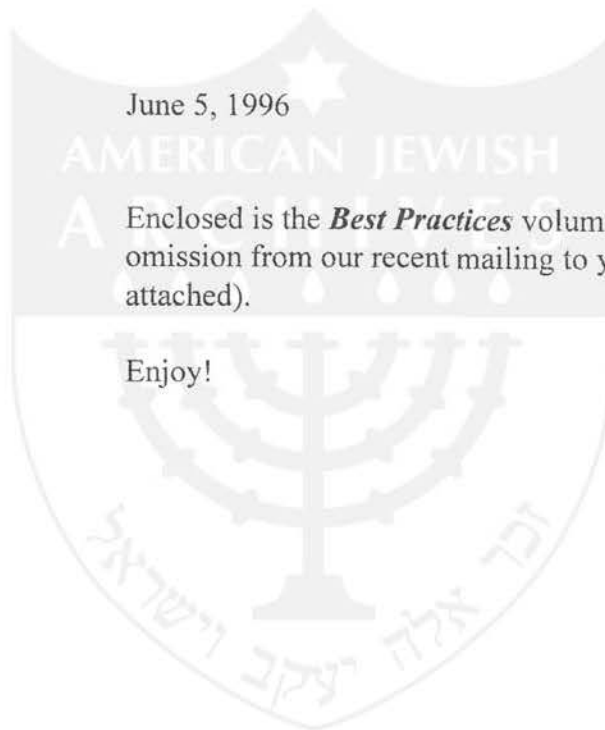 June 5, 1996
AMERICAN JEWISH
ARCHIVES
Enclosed is the Best Practices volum
omission from our recent mailing to y
attached).
Enjoy!
זכר אלה יעקב וישראל